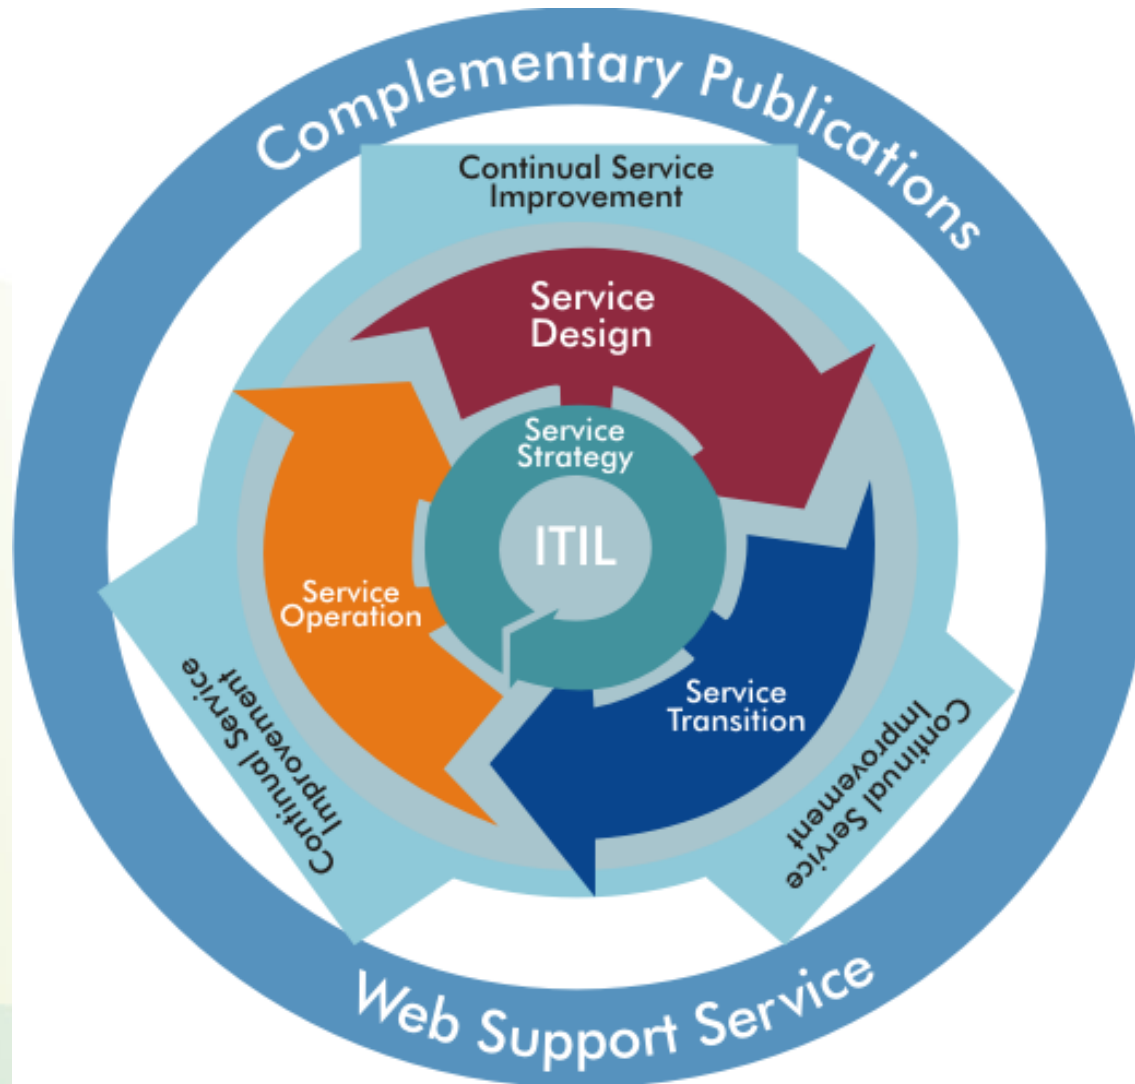 Complementary Publications
Continual Service
Improvement
Service
Design
Service
Strategy
ITIL
Service
Operation
Service
Transition
Continual Service
Improvement
Continual Service
Improvement
Web Support Service